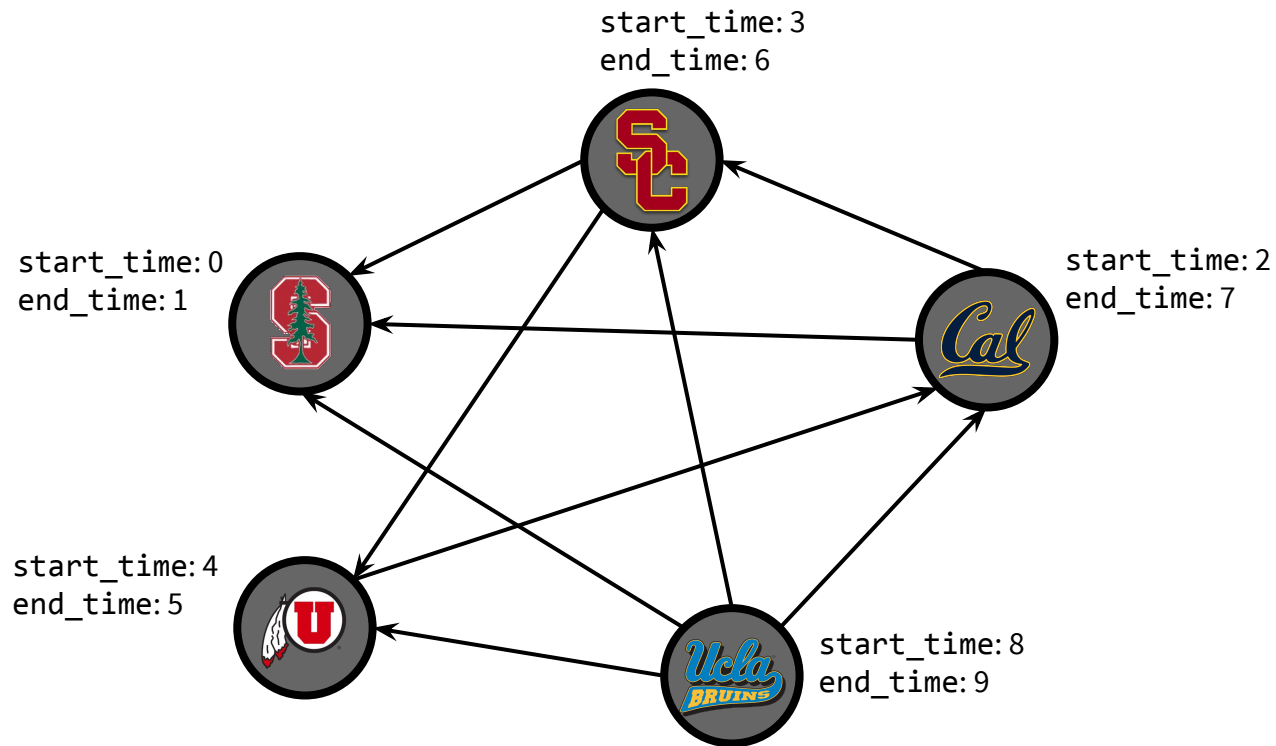 start_time: 3
end_time: 6
SC
start_time: 0
end_time: 1
S
start_time: 2
end_time: 7
Cal
start_time: 4
end_time: 5
U
start_time: 8
end_time: 9
Ucla
BRUINS